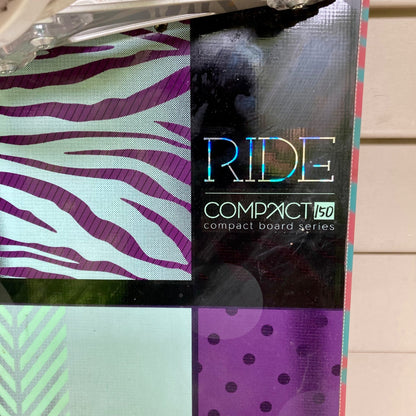 RIDE
COMPACT 150
compact board series